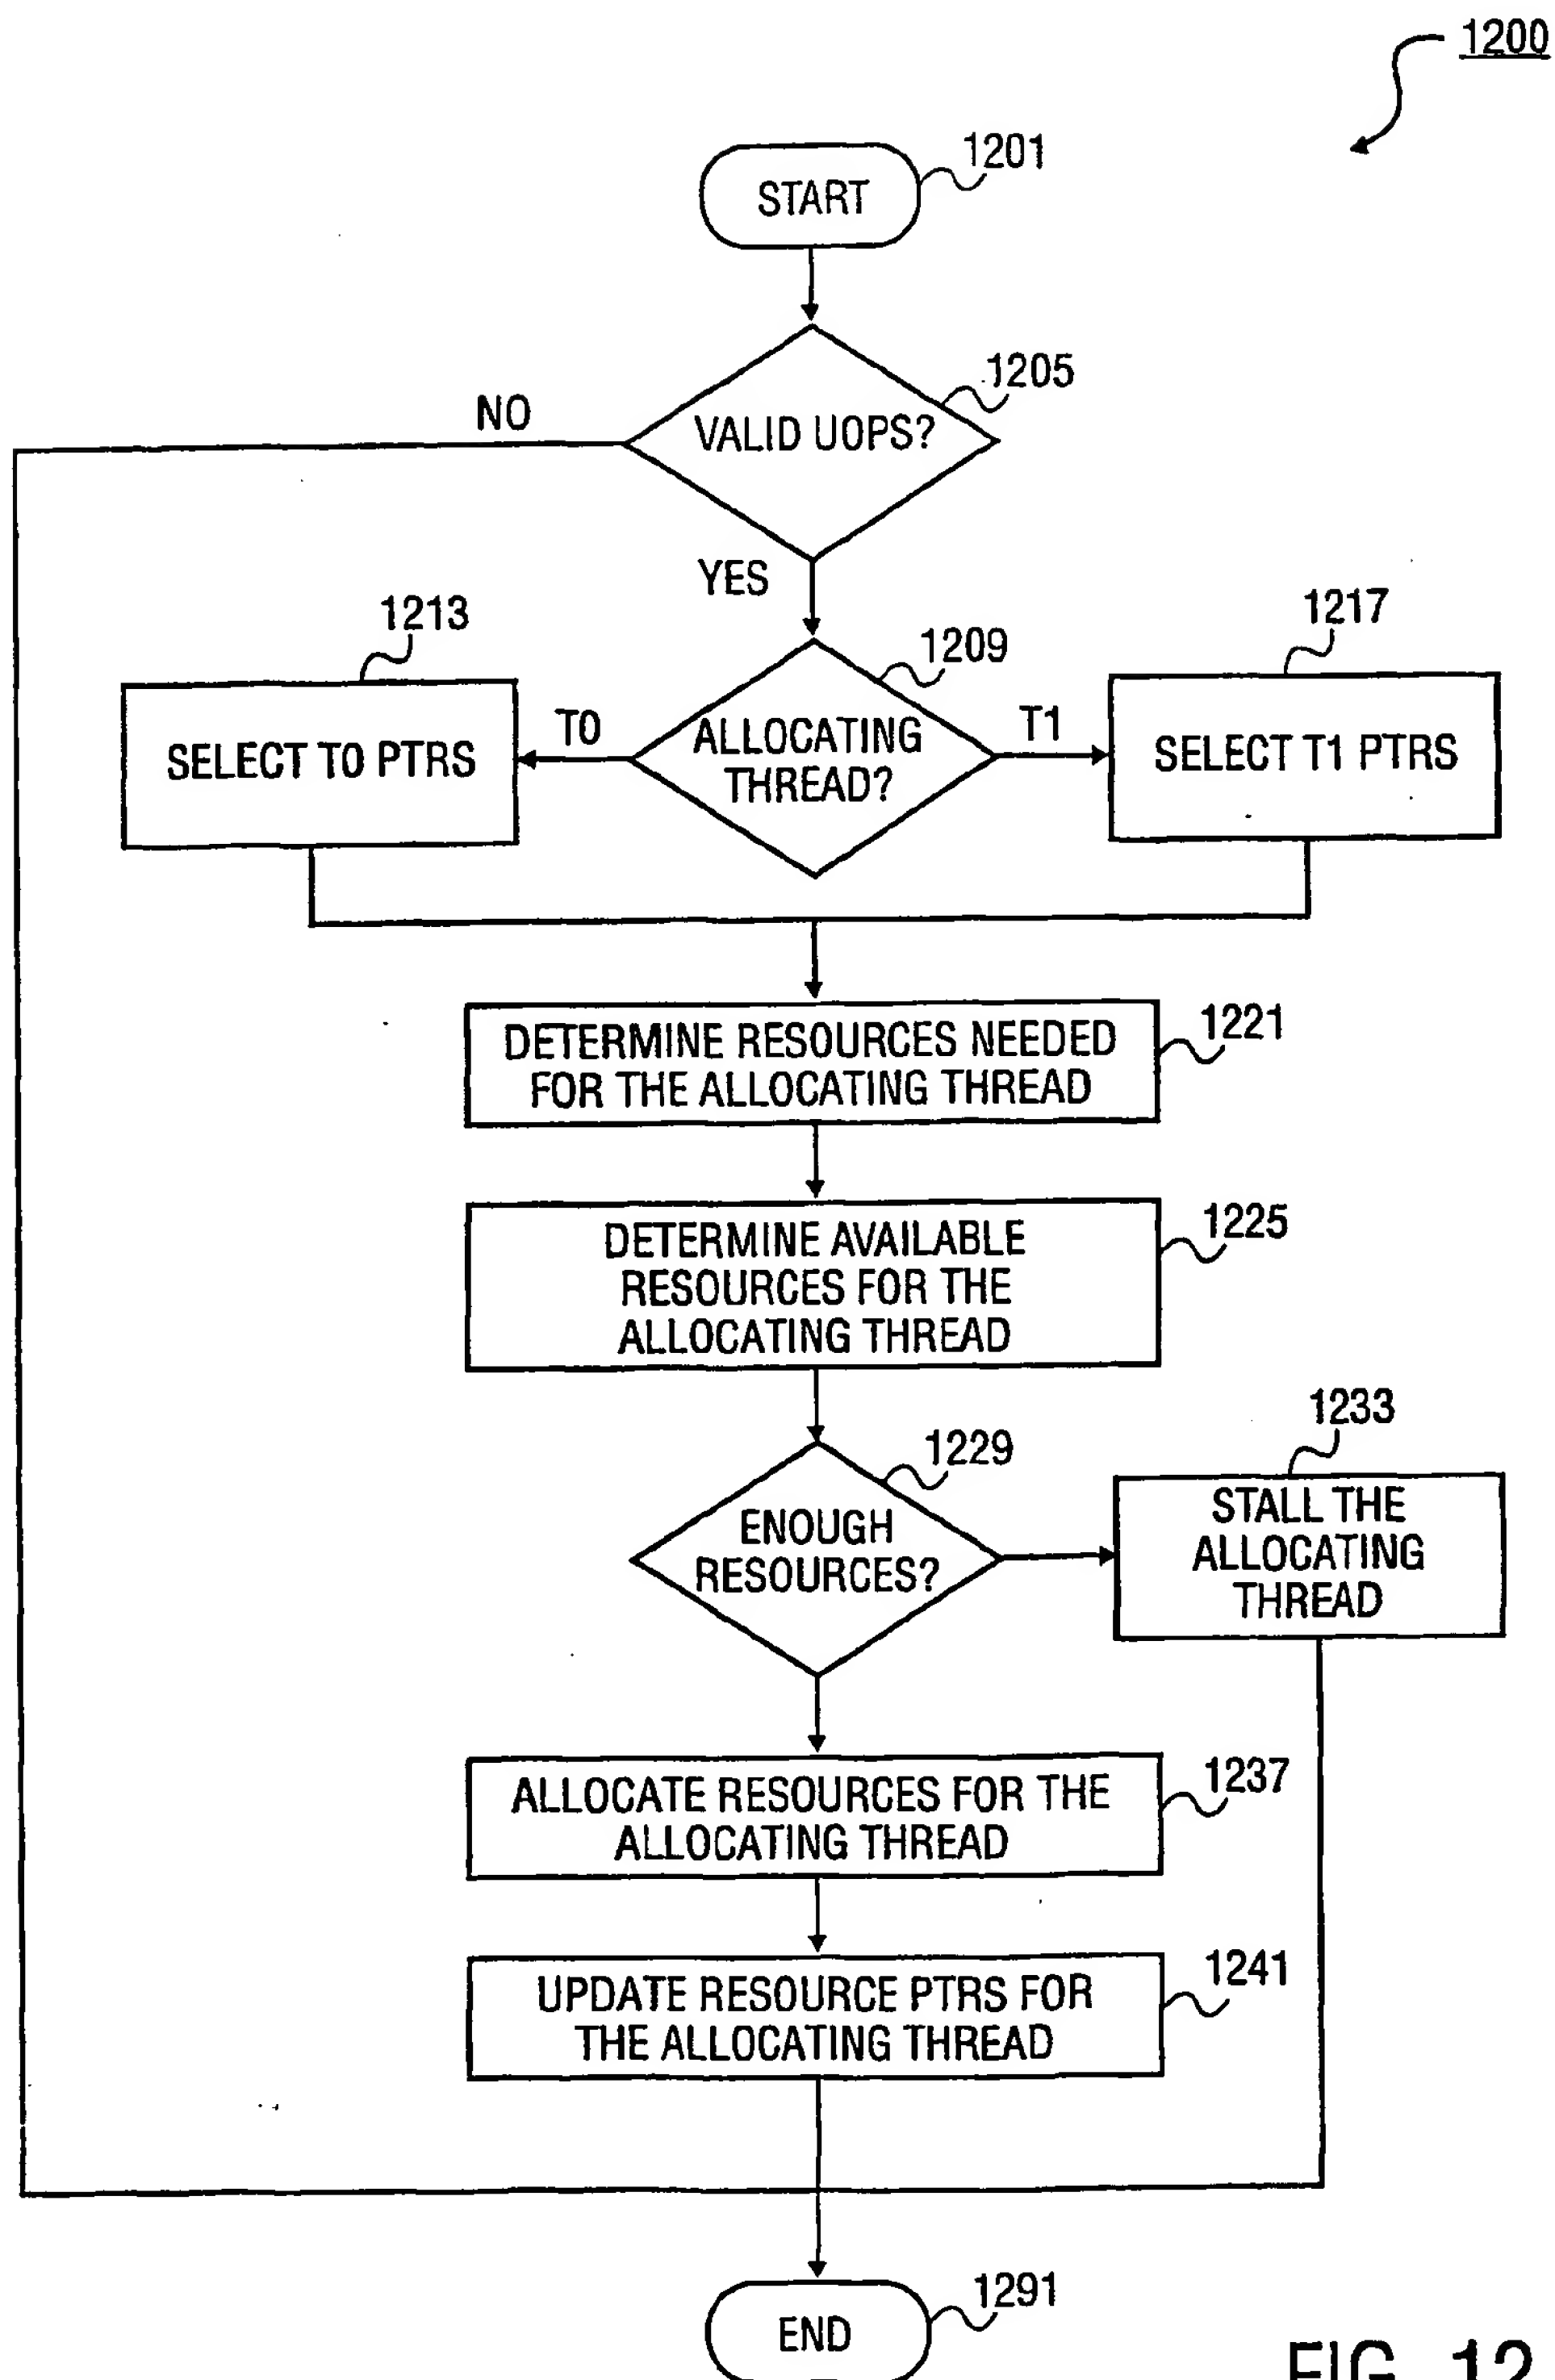 1200
1201
START
1205
NO
VALID UOPS?
YES
1213
1209
1217
T0
T1
SELECT T0 PTRS
ALLOCATING
THREAD?
SELECT T1 PTRS
1221
DETERMINE RESOURCES NEEDED
FOR THE ALLOCATING THREAD
1225
DETERMINE AVAILABLE
RESOURCES FOR THE
ALLOCATING THREAD
1233
1229
ENOUGH
RESOURCES?
STALL THE
ALLOCATING
THREAD
1237
ALLOCATE RESOURCES FOR THE
ALLOCATING THREAD
1241
UPDATE RESOURCE PTRS FOR
THE ALLOCATING THREAD
1291
END
FIG. 12